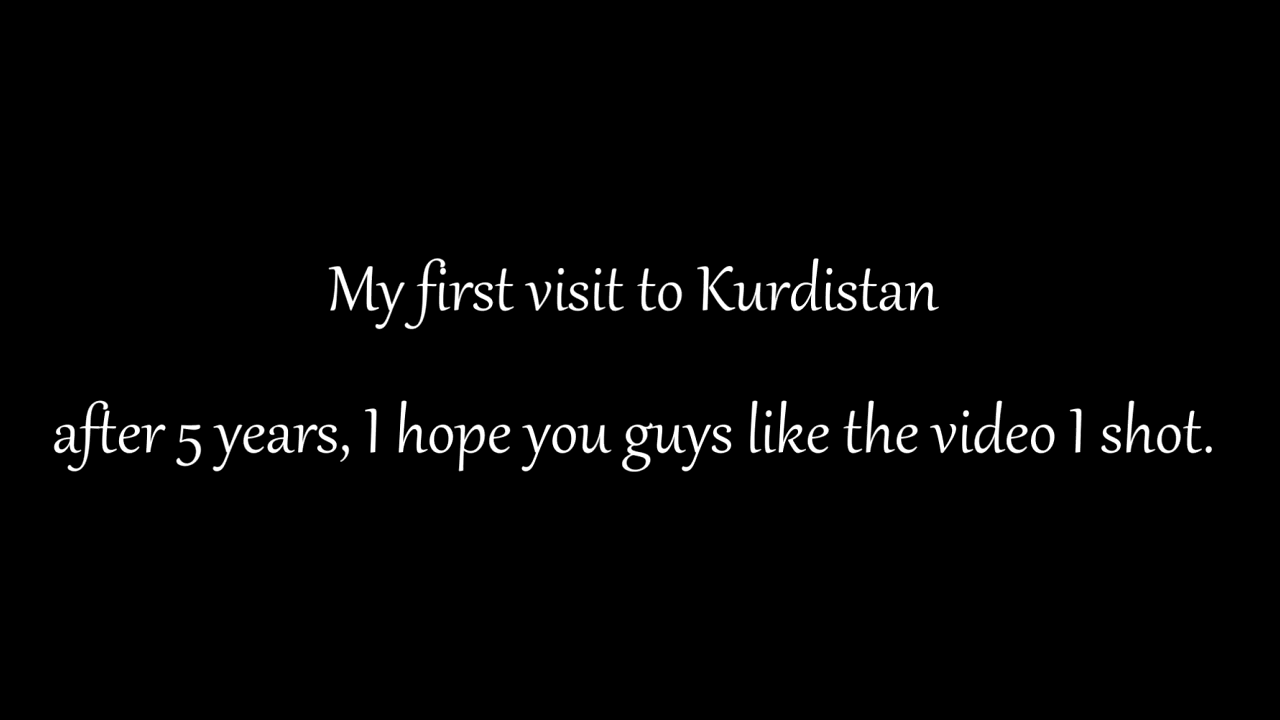 My first visit to Kurdistan
after 5 years, I hope you guys like the video I shot.